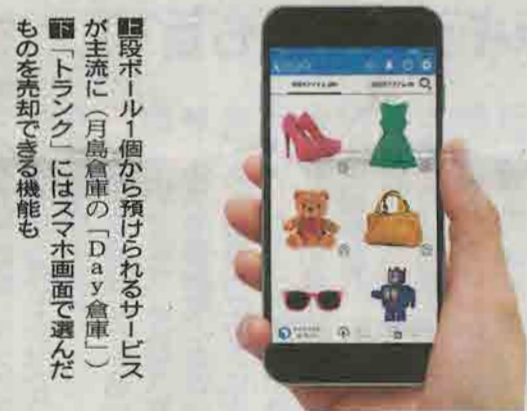 上段ボール1個から預けられるサービス
が主流に（月島倉庫の「Day倉庫」）
下「トランク」にはスマホ画面で選んだ
ものを売却できる機能も